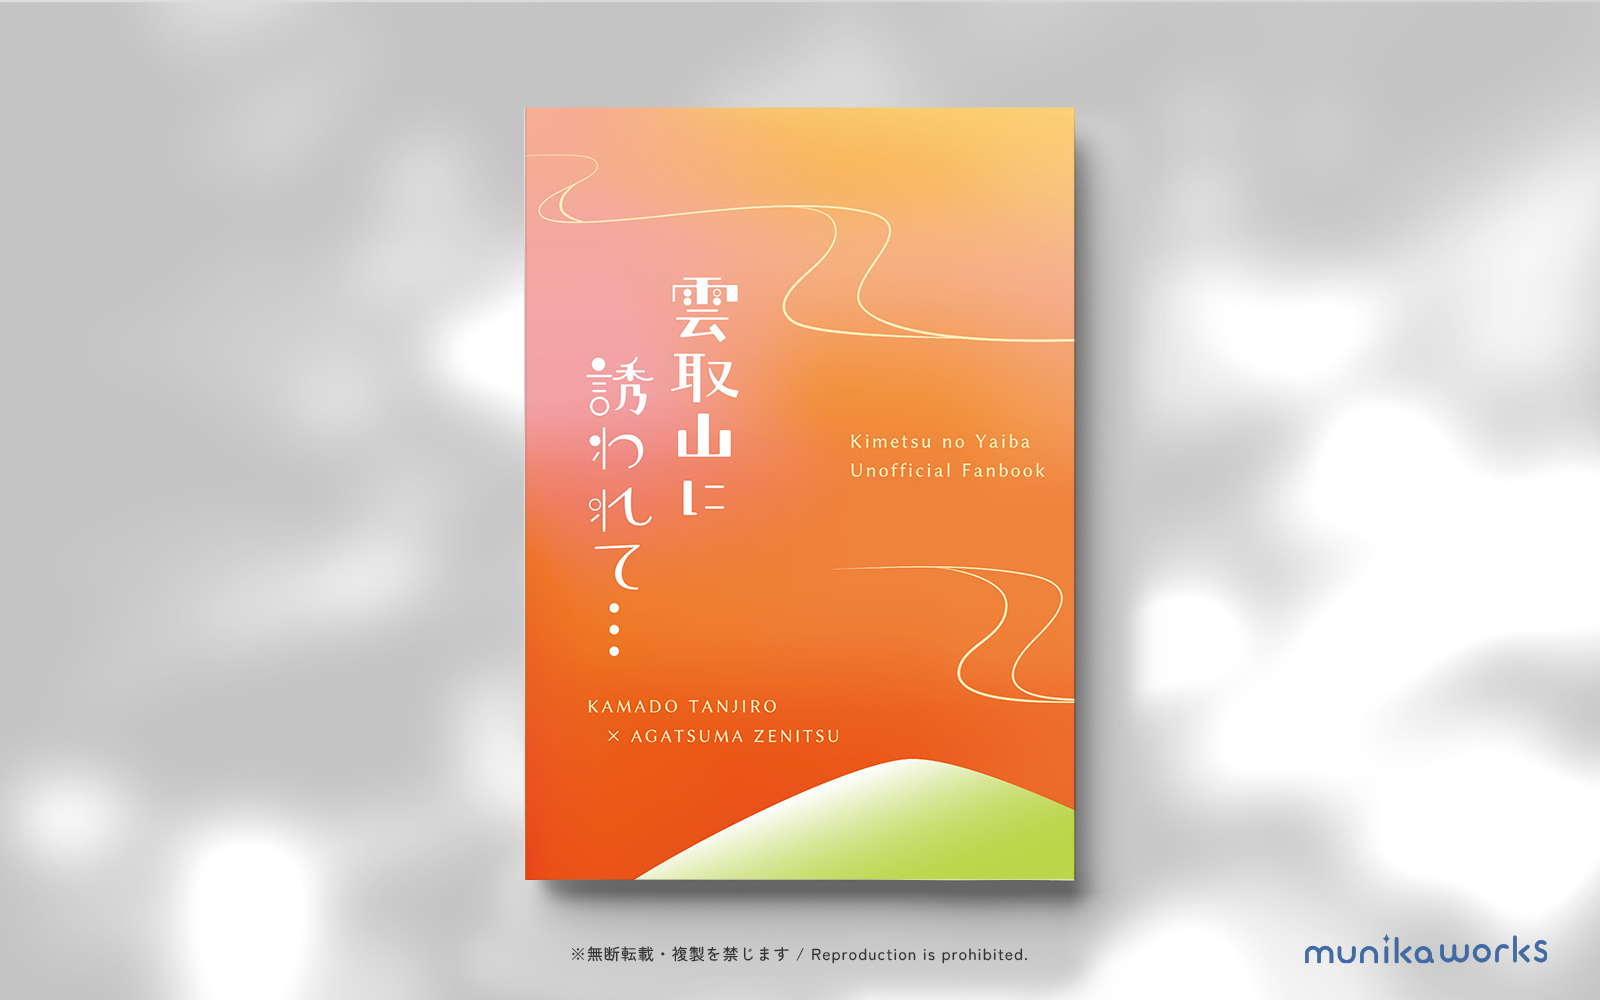 雲取山に
誘われて…
Kimetsu no Yaiba
Unofficial Fanbook
KAMADO TANJIRO
× AGATSUMA ZENITSU
※無断転載・複製を禁じます / Reproduction is prohibited.
munikaworks